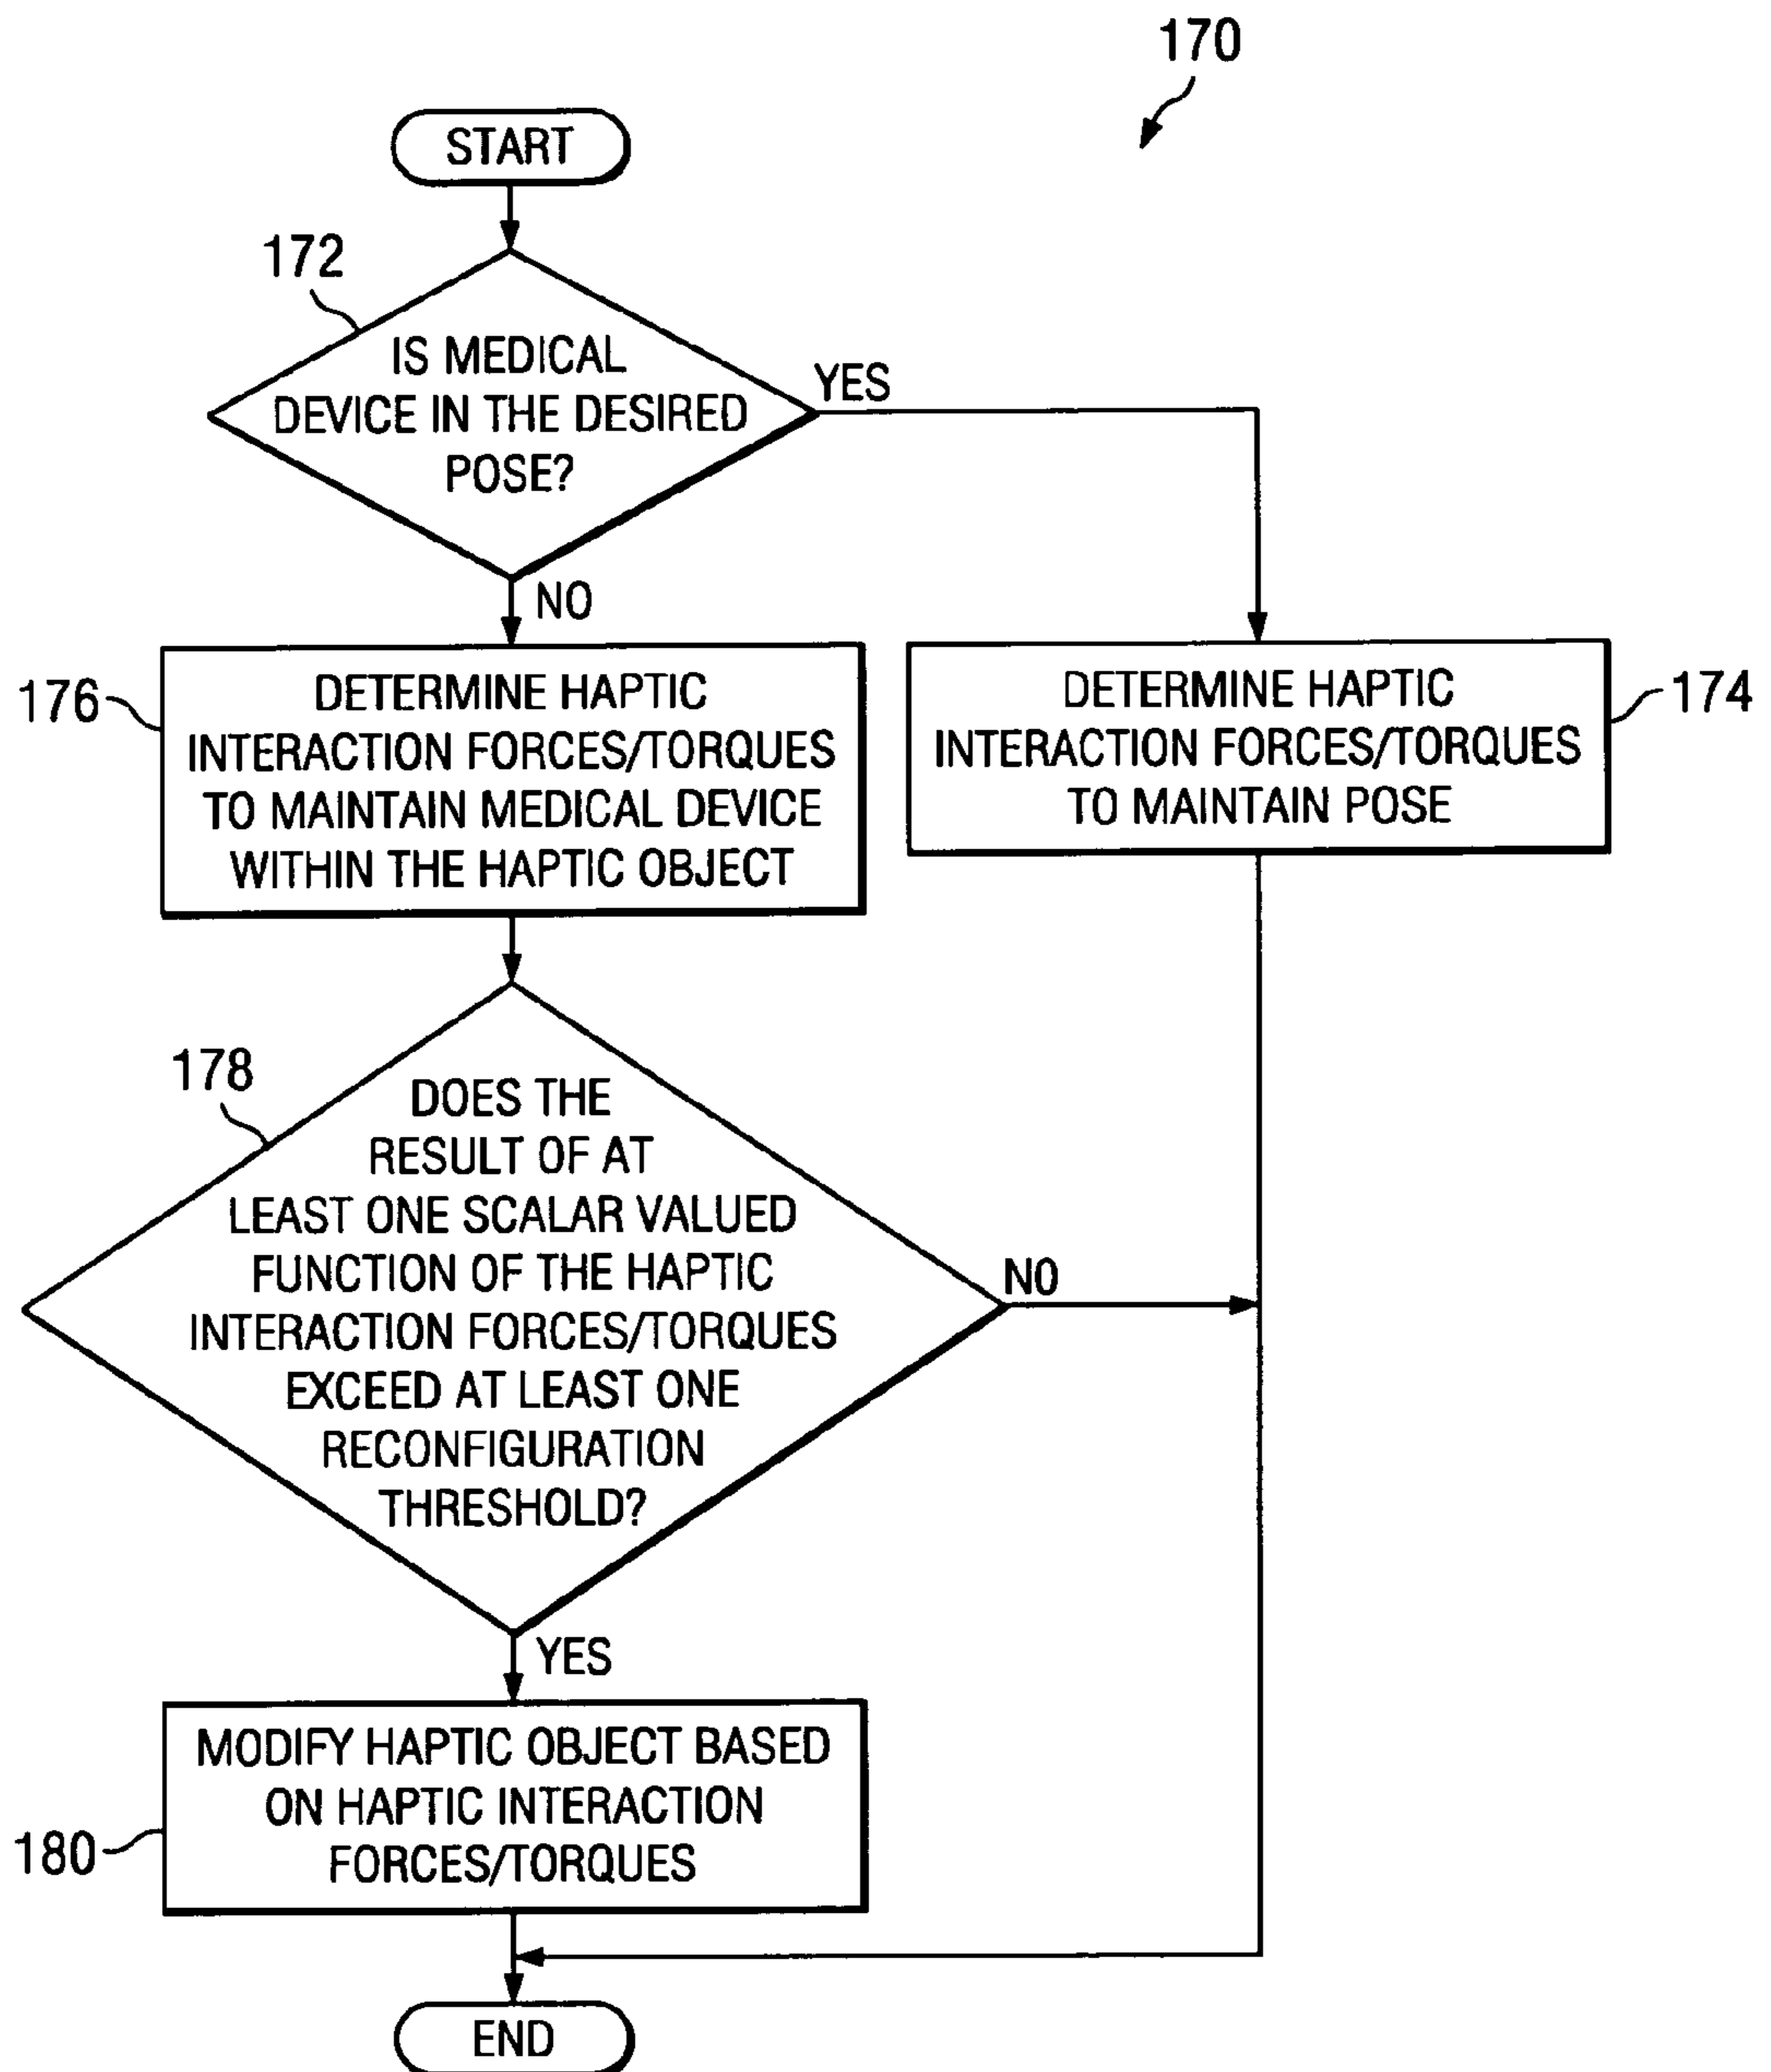 170
START
172
IS MEDICAL
DEVICE IN THE DESIRED
POSE?
YES
NO
176
DETERMINE HAPTIC
INTERACTION FORCES/TORQUES
TO MAINTAIN MEDICAL DEVICE
WITHIN THE HAPTIC OBJECT
DETERMINE HAPTIC
INTERACTION FORCES/TORQUES
TO MAINTAIN POSE
174
178
DOES THE
RESULT OF AT
LEAST ONE SCALAR VALUED
FUNCTION OF THE HAPTIC
INTERACTION FORCES/TORQUES
EXCEED AT LEAST ONE
RECONFIGURATION
THRESHOLD?
NO
YES
MODIFY HAPTIC OBJECT BASED
ON HAPTIC INTERACTION
FORCES/TORQUES
180
END